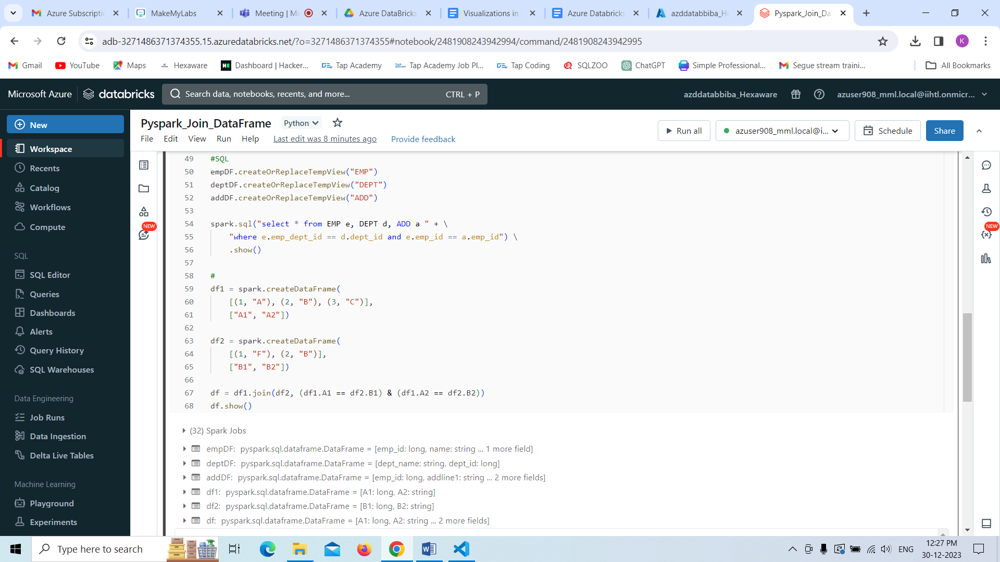 Azure Subscripti
MakeMyLabs
Meeting | Mi
Azure DataBricks
Visualizations in
Azure Databricks
azddatabbiba_He
Pyspark_Join_Da
adb-3271486371374355.15.azuredatabricks.net/?o=3271486371374355#notebook/2481908243942994/command/2481908243942995
K
Gmail
YouTube
Maps
Hexaware
Dashboard | Hacker...
Tap Academy
Tap Academy Job Pl...
Tap Coding
SQLZOO
ChatGPT
Simple Professional...
Segue stream traini...
All Bookmarks
Microsoft Azure
databricks
Search data, notebooks, recents, and more...
CTRL + P
azddatabbiba_Hexaware
azuser908_mml.local@iihtl.onmicr...
New
Workspace
Recents
Catalog
Workflows
Compute
SQL
SQL Editor
Queries
Dashboards
Alerts
Query History
SQL Warehouses
Data Engineering
Job Runs
Data Ingestion
Delta Live Tables
Machine Learning
Playground
Experiments
Pyspark_Join_DataFrame
Python
File Edit View Run Help
Last edit was 8 minutes ago
Provide feedback
Run all
azuser908_mml.local@i...
Schedule
Share
NEW
NEW
49 #SQL
50 empDF.createOrReplaceTempView("EMP")
51 deptDF.createOrReplaceTempView("DEPT")
52 addDF.createOrReplaceTempView("ADD")
53
54 spark.sql("select * from EMP e, DEPT d, ADD a " + \
55 "where e.emp_dept_id == d.dept_id and e.emp_id == a.emp_id") \
56 .show()
57
58 #
59 df1 = spark.createDataFrame(
60 [(1, "A"), (2, "B"), (3, "C")],
61 ["A1", "A2"])
62
63 df2 = spark.createDataFrame(
64 [(1, "F"), (2, "B")],
65 ["B1", "B2"])
66
67 df = df1.join(df2, (df1.A1 == df2.B1) & (df1.A2 == df2.B2))
68 df.show()
(32) Spark Jobs
empDF: pyspark.sql.dataframe.DataFrame = [emp_id: long, name: string ... 1 more field]
deptDF: pyspark.sql.dataframe.DataFrame = [dept_name: string, dept_id: long]
addDF: pyspark.sql.dataframe.DataFrame = [emp_id: long, addline1: string ... 2 more fields]
df1: pyspark.sql.dataframe.DataFrame = [A1: long, A2: string]
df2: pyspark.sql.dataframe.DataFrame = [B1: long, B2: string]
df: pyspark.sql.dataframe.DataFrame = [A1: long, A2: string ... 2 more fields]
Type here to search
ENG
12:27 PM
30-12-2023